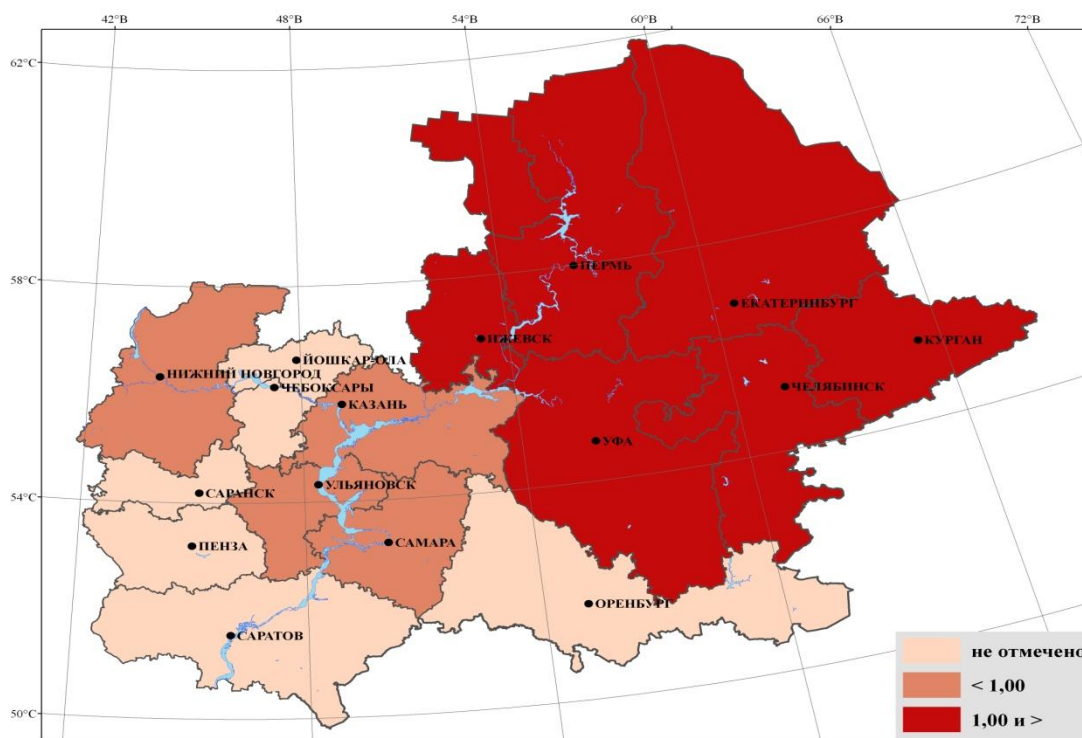 42°В 48°В 54°В 60°В 66°В 72°В
62°С
58°С
54°С
50°С
ПЕРМЬ
ЕКАТЕРИНБУРГ
ИЖЕВСК
КУРГАН
ЙОШКАР-ОЛА
НИЖНИЙ НОВГОРОД
ЧЕБОКСАРЫ
ЧЕЛЯБИНСК
КАЗАНЬ
УФА
УЛЬЯНОВСК
САРАНСК
САМАРА
ПЕНЗА
ОРЕНБУРГ
САРАТОВ
не отмечено
< 1,00
1,00 и >